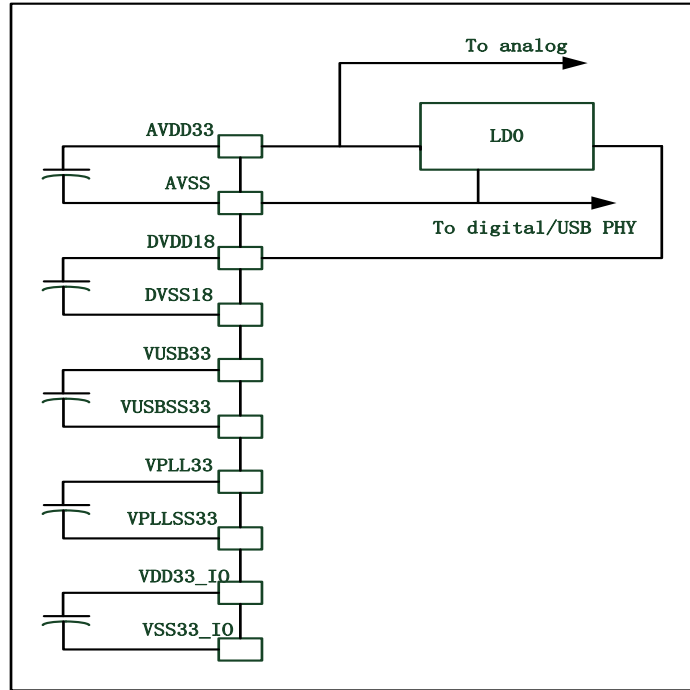 To analog
AVDD33
LDO
AVSS
To digital/USB PHY
DVDD18
DVSS18
VUSB33
VUSBSS33
VPLL33
VPLLSS33
VDD33_IO
VSS33_IO